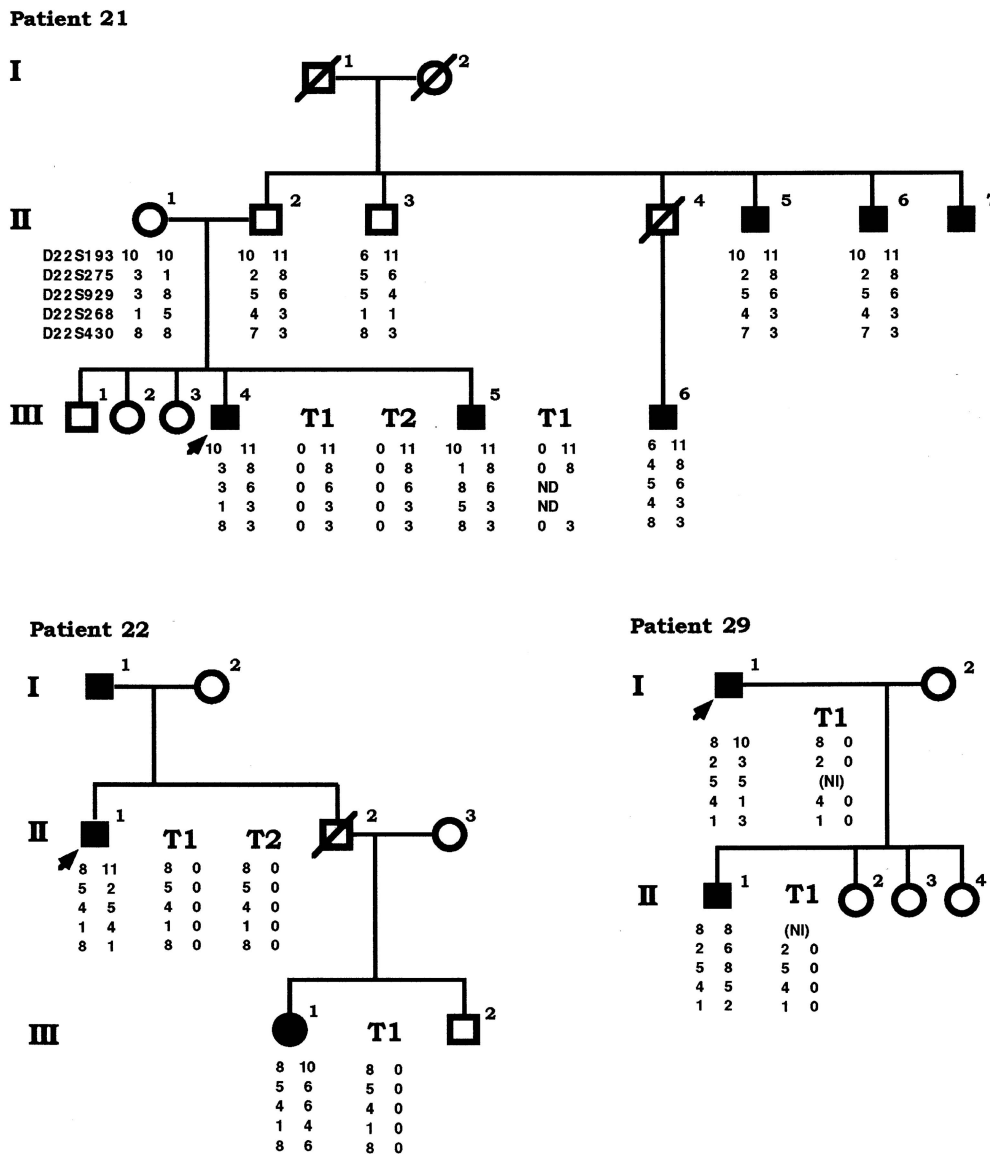 Patient 21
I
1 2
II
1 2 3 4 5 6 7
D22S193 10 10 10 11 6 11 10 11 10 11
D22S275 3 1 2 8 5 6 2 8 2 8
D22S929 3 8 5 6 5 4 5 6 5 6
D22S268 1 5 4 3 1 1 4 3 4 3
D22S430 8 8 7 3 8 3 7 3 7 3
III
1 2 3 4 T1 T2 5 T1 6
10 11 0 11 0 11 10 11 0 11 6 11
3 8 0 8 0 8 1 8 0 8 4 8
3 6 0 6 0 6 8 6 ND 5 6
1 3 0 3 0 3 5 3 ND 4 3
8 3 0 3 0 3 8 3 0 3 8 3
Patient 22
I
1 2
II
1 T1 T2 2 3
8 11 8 0 8 0
5 2 5 0 5 0
4 5 4 0 4 0
1 4 1 0 1 0
8 1 8 0 8 0
III
1 T1 2
8 10 8 0
5 6 5 0
4 6 4 0
1 4 1 0
8 6 8 0
Patient 29
I
1 2
T1
8 10 8 0
2 3 2 0
5 5 (NI)
4 1 4 0
1 3 1 0
II
1 T1 2 3 4
8 8 (NI)
2 6 2 0
5 8 5 0
4 5 4 0
1 2 1 0